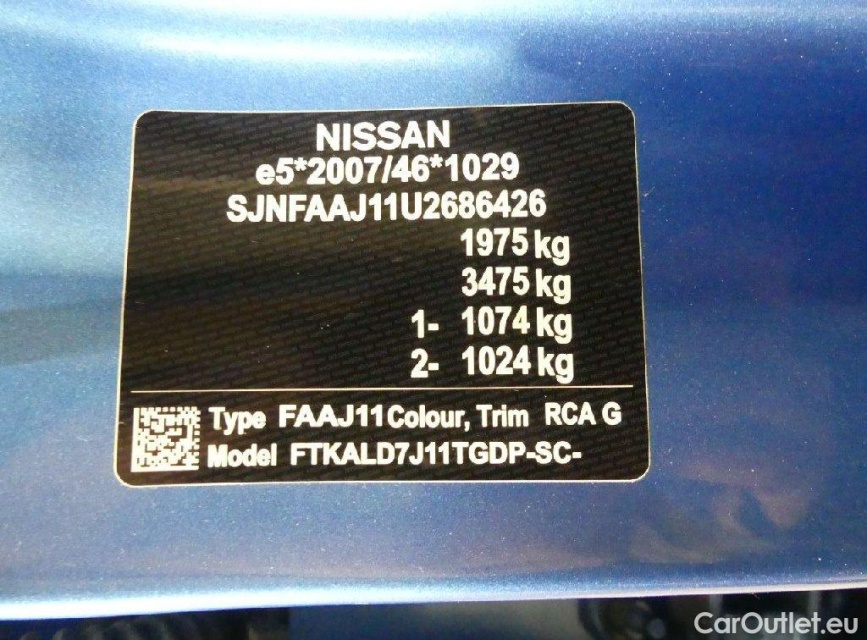 NISSAN
e5*2007/46*1029
SJNFAAJ11U2686426
1975 kg
3475 kg
1- 1074 kg
2- 1024 kg
Type FAAJ11 Colour, Trim RCA G
Model FTKALD7J11TGDP-SC-
CarOutlet.eu